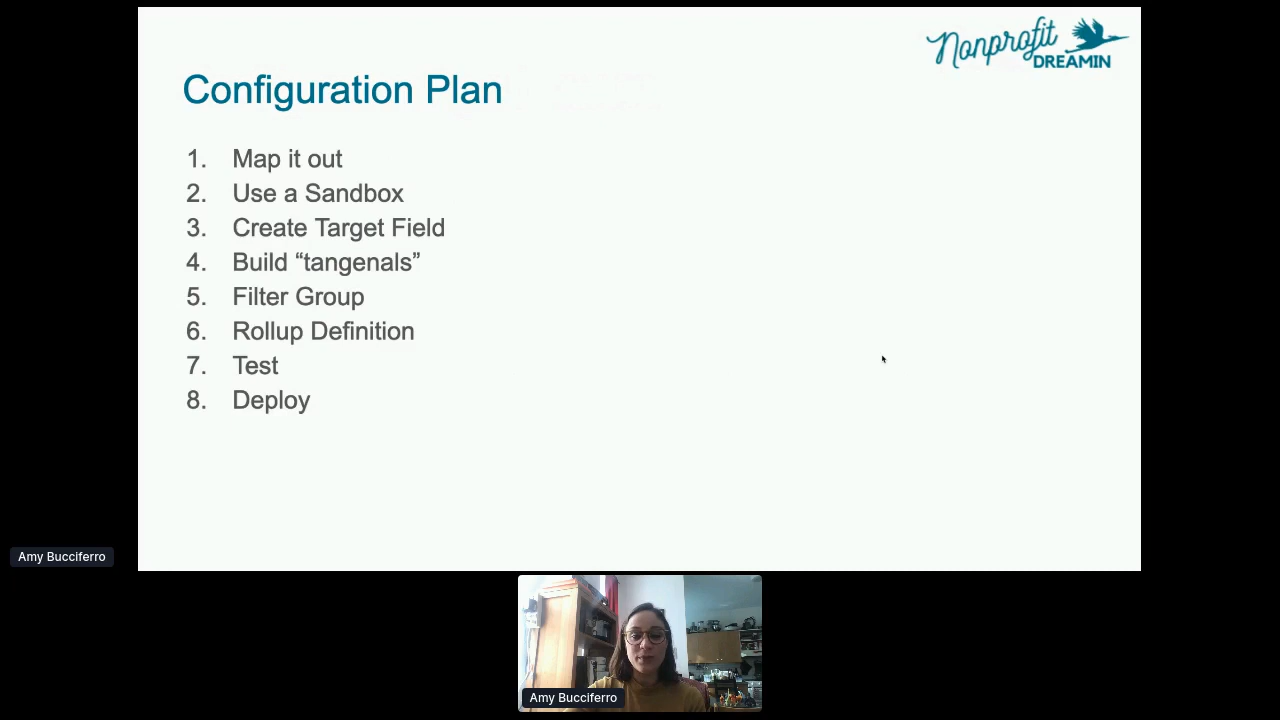 Nonprofit
DREAMIN
Configuration Plan
1. Map it out
2. Use a Sandbox
3. Create Target Field
4. Build “tangenals”
5. Filter Group
6. Rollup Definition
7. Test
8. Deploy
Amy Bucciferro
Amy Bucciferro